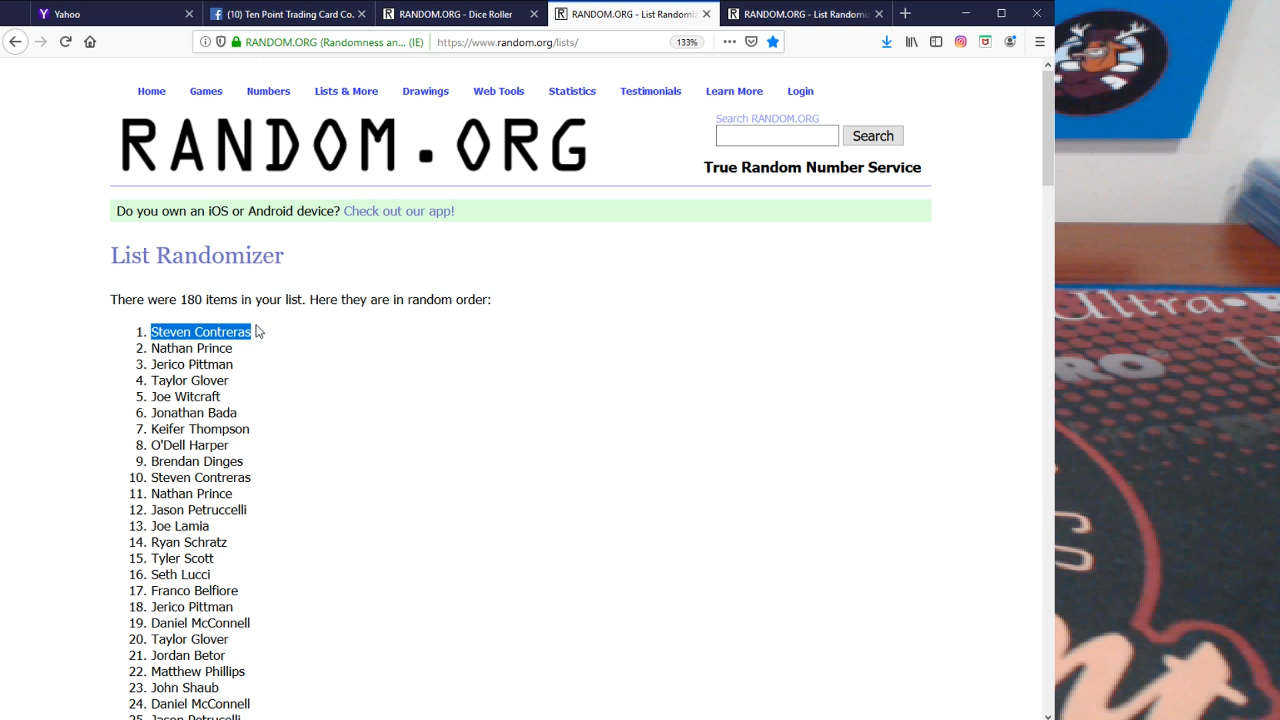 Yahoo
(10) Ten Point Trading Card Co.
RANDOM.ORG - Dice Roller
RANDOM.ORG - List Randomiz
RANDOM.ORG - List Randomiz
RANDOM.ORG (Randomness an... (IE)
https://www.random.org/lists/
133%
Home Games Numbers Lists & More Drawings Web Tools Statistics Testimonials Learn More Login
RANDOM.ORG
Search RANDOM.ORG
Search
True Random Number Service
Do you own an iOS or Android device? Check out our app!
List Randomizer
There were 180 items in your list. Here they are in random order:
1. Steven Contreras
2. Nathan Prince
3. Jerico Pittman
4. Taylor Glover
5. Joe Witcraft
6. Jonathan Bada
7. Keifer Thompson
8. O'Dell Harper
9. Brendan Dinges
10. Steven Contreras
11. Nathan Prince
12. Jason Petruccelli
13. Joe Lamia
14. Ryan Schratz
15. Tyler Scott
16. Seth Lucci
17. Franco Belfiore
18. Jerico Pittman
19. Daniel McConnell
20. Taylor Glover
21. Jordan Betor
22. Matthew Phillips
23. John Shaub
24. Daniel McConnell
25. Jason Petrucelli
Ultra
RO